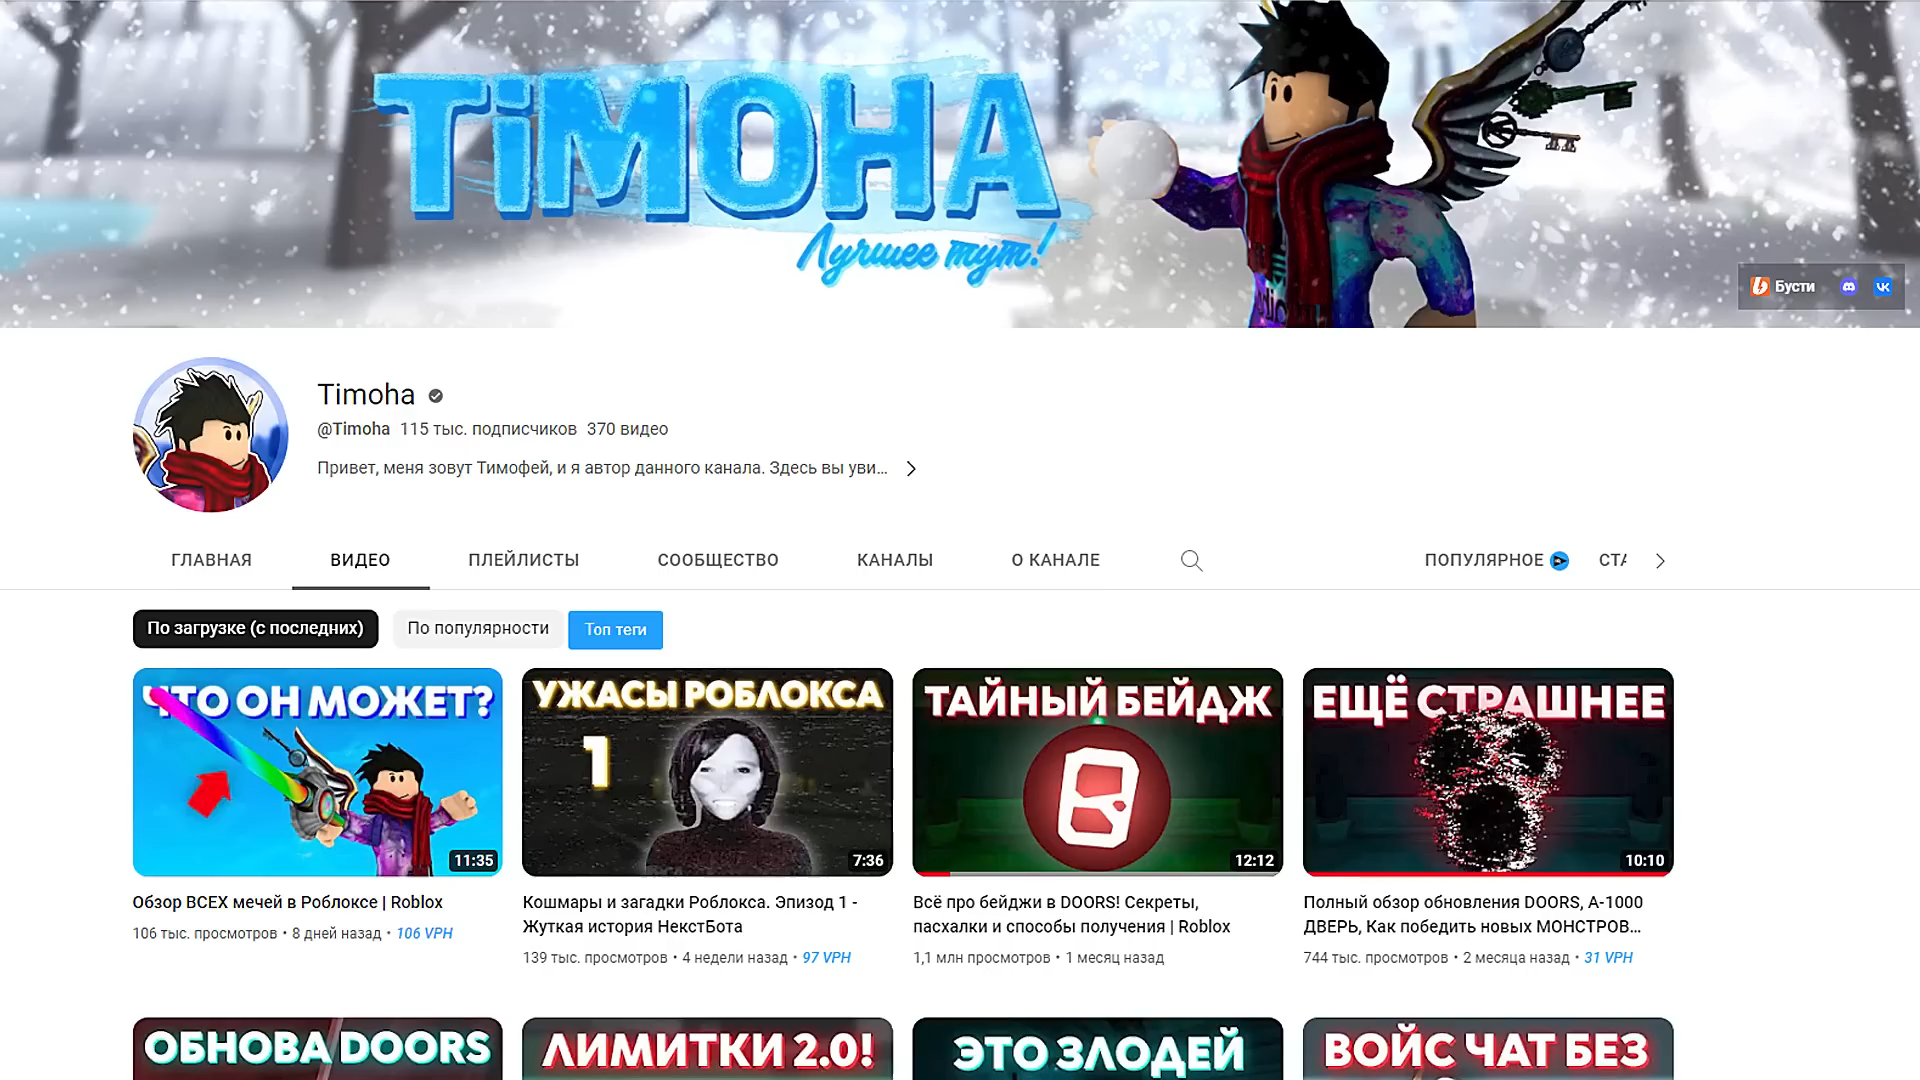 TiMOHA
Лучшее тут!
Бусти
Timoha
@Timoha 115 тыс. подписчиков 370 видео
Привет, меня зовут Тимофей, и я автор данного канала. Здесь вы уви...
ГЛАВНАЯ ВИДЕО ПЛЕЙЛИСТЫ СООБЩЕСТВО КАНАЛЫ О КАНАЛЕ ПОПУЛЯРНОЕ СТА
По загрузке (с последних) По популярности Топ теги
ЧТО ОН МОЖЕТ?
11:35
УЖАСЫ РОБЛОКСА
1
7:36
ТАЙНЫЙ БЕЙДЖ
12:12
ЕЩЁ СТРАШНЕЕ
10:10
Обзор ВСЕХ мечей в Роблоксе | Roblox
106 тыс. просмотров • 8 дней назад • 106 VPH
Кошмары и загадки Роблокса. Эпизод 1 -
Жуткая история НекстБота
139 тыс. просмотров • 4 недели назад • 97 VPH
Всё про бейджи в DOORS! Секреты,
пасхалки и способы получения | Roblox
1,1 млн просмотров • 1 месяц назад
Полный обзор обновления DOORS, A-1000
ДВЕРЬ, Как победить новых МОНСТРОВ...
744 тыс. просмотров • 2 месяца назад • 31 VPH
ОБНОВА DOORS
ЛИМИТКИ 2.0!
ЭТО ЗЛОДЕЙ
ВОЙС ЧАТ БЕЗ